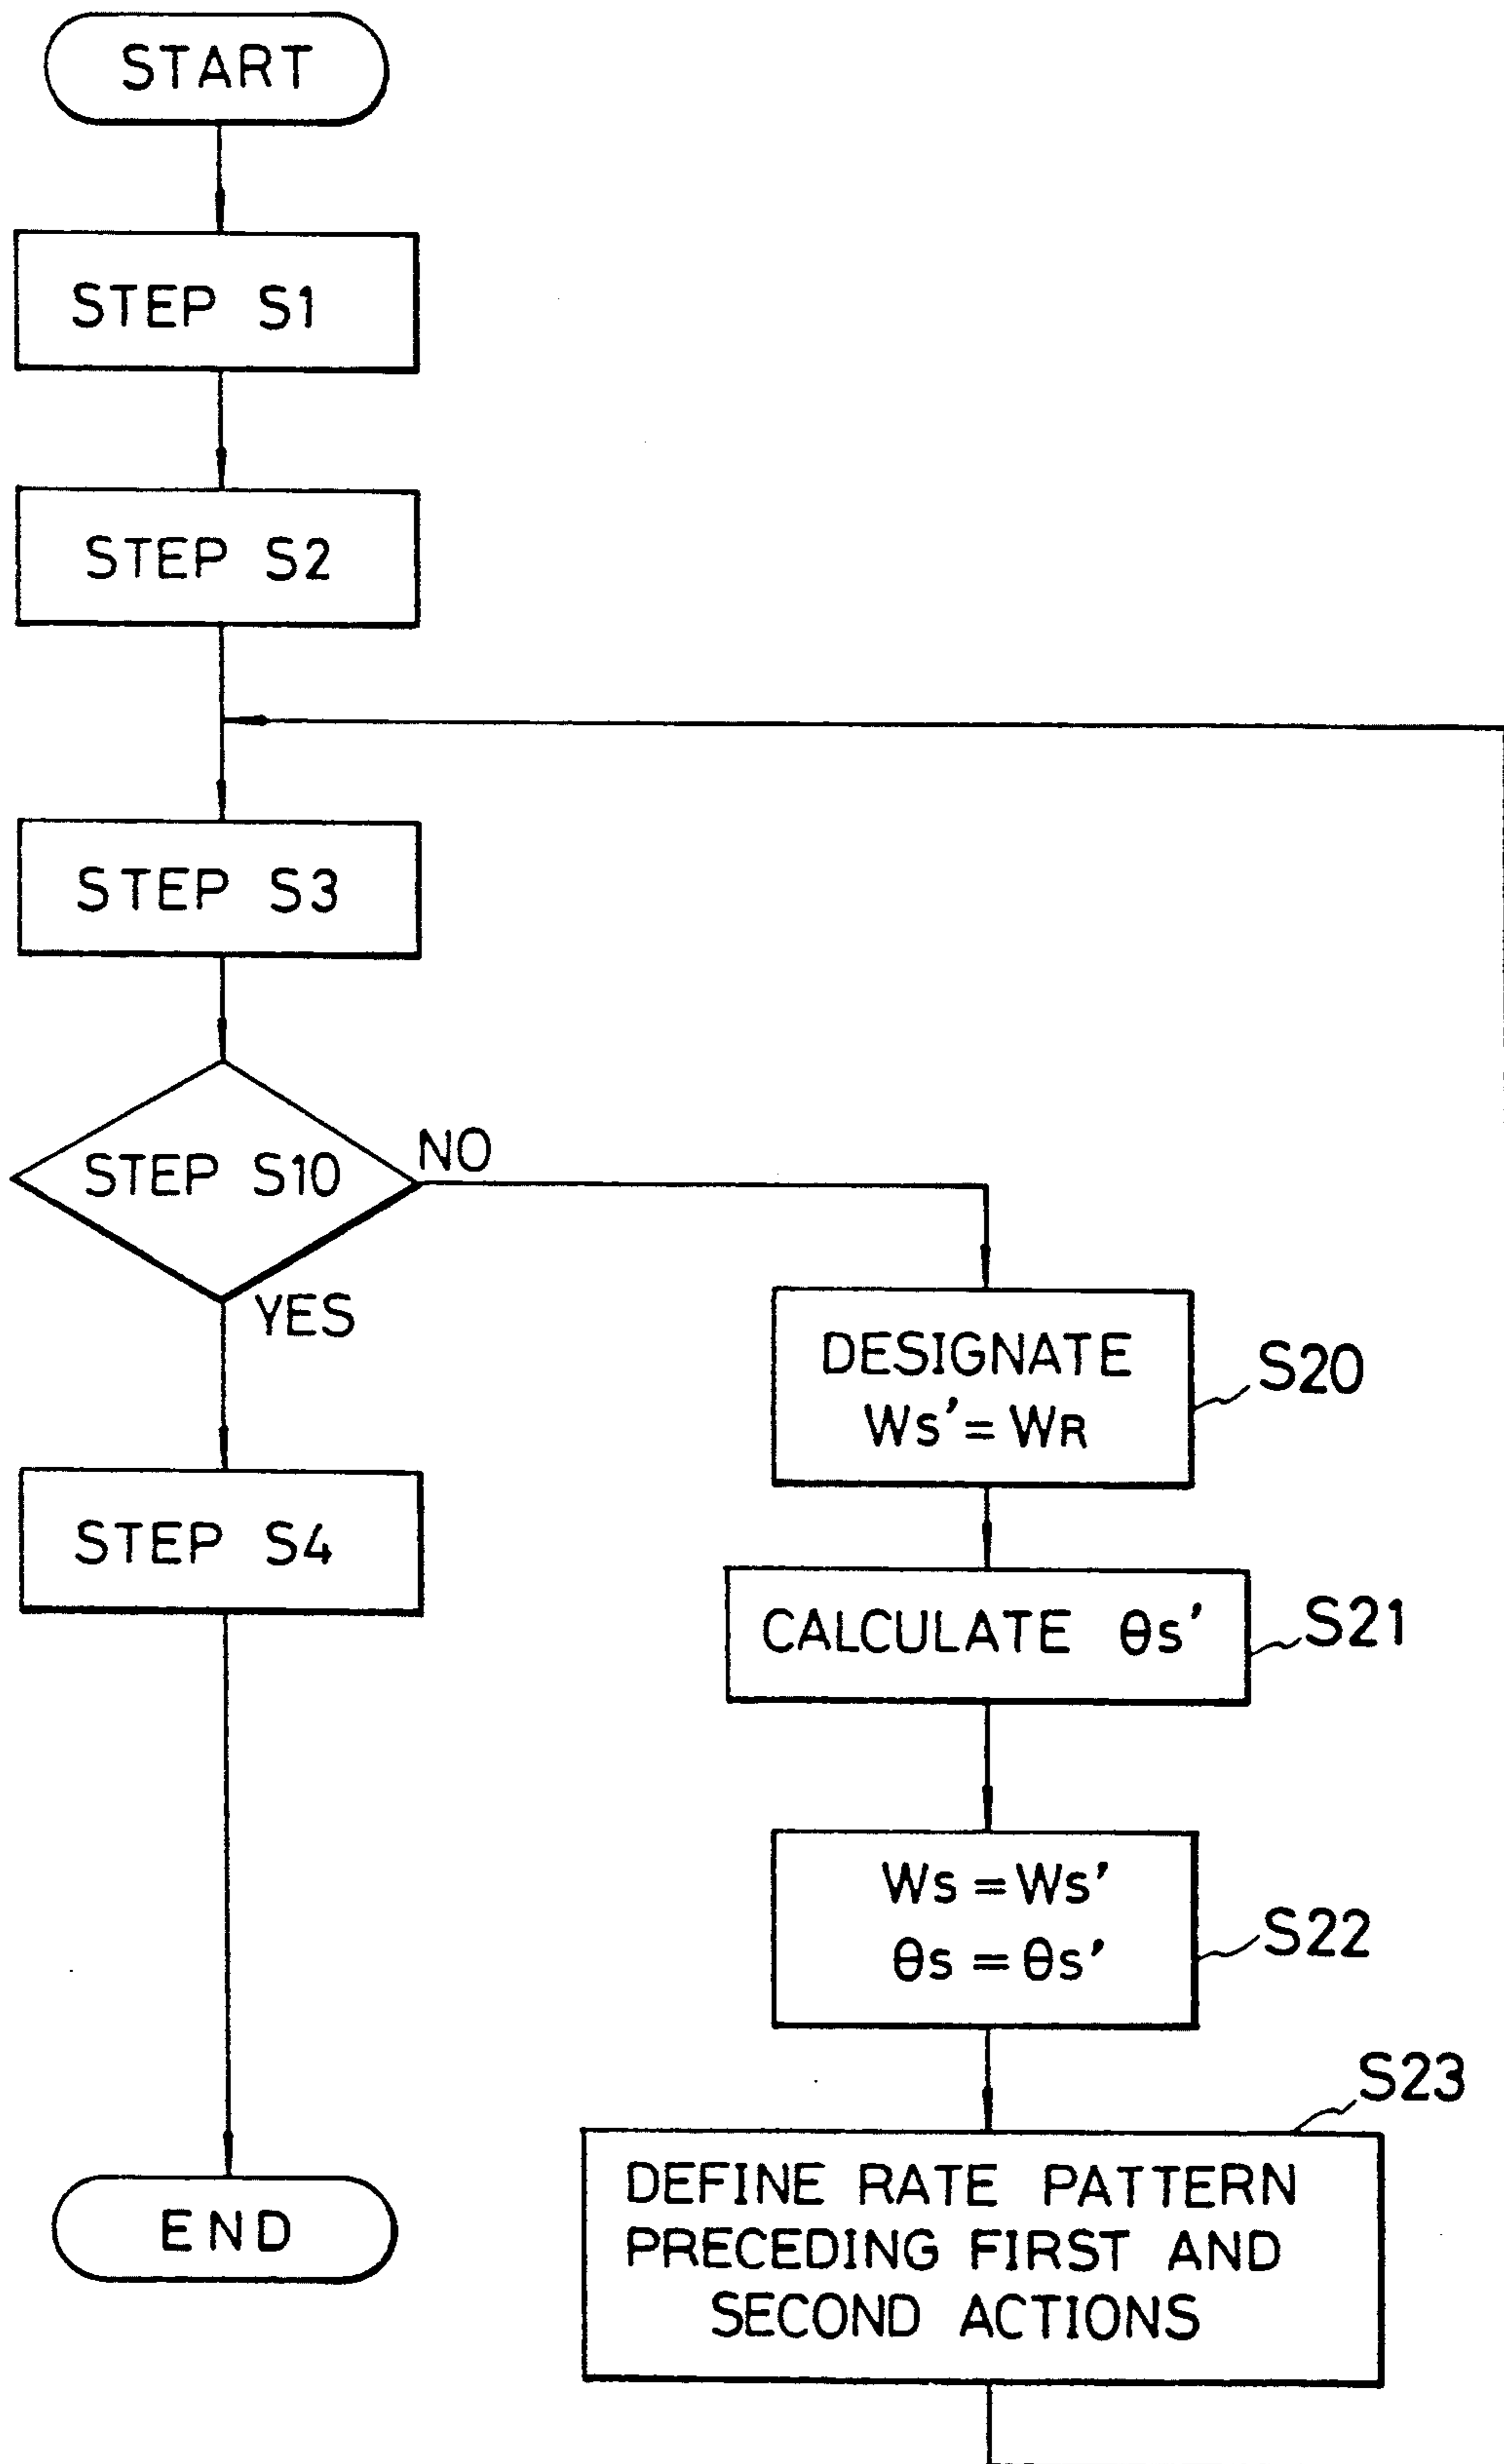 START
STEP S1
STEP S2
STEP S3
STEP S10
NO
YES
STEP S4
END
DESIGNATE
Ws'=WR
S20
CALCULATE θs'
S21
Ws=Ws'
θs=θs'
S22
S23
DEFINE RATE PATTERN
PRECEDING FIRST AND
SECOND ACTIONS